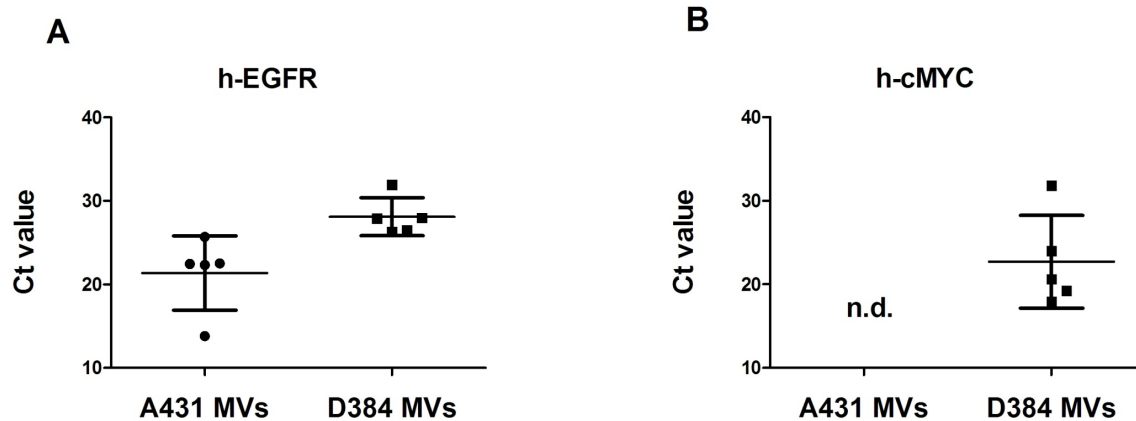 A
h-EGFR
40
30
20
10
Ct value
A431 MVs
D384 MVs
B
h-cMYC
40
30
20
10
Ct value
n.d.
A431 MVs
D384 MVs